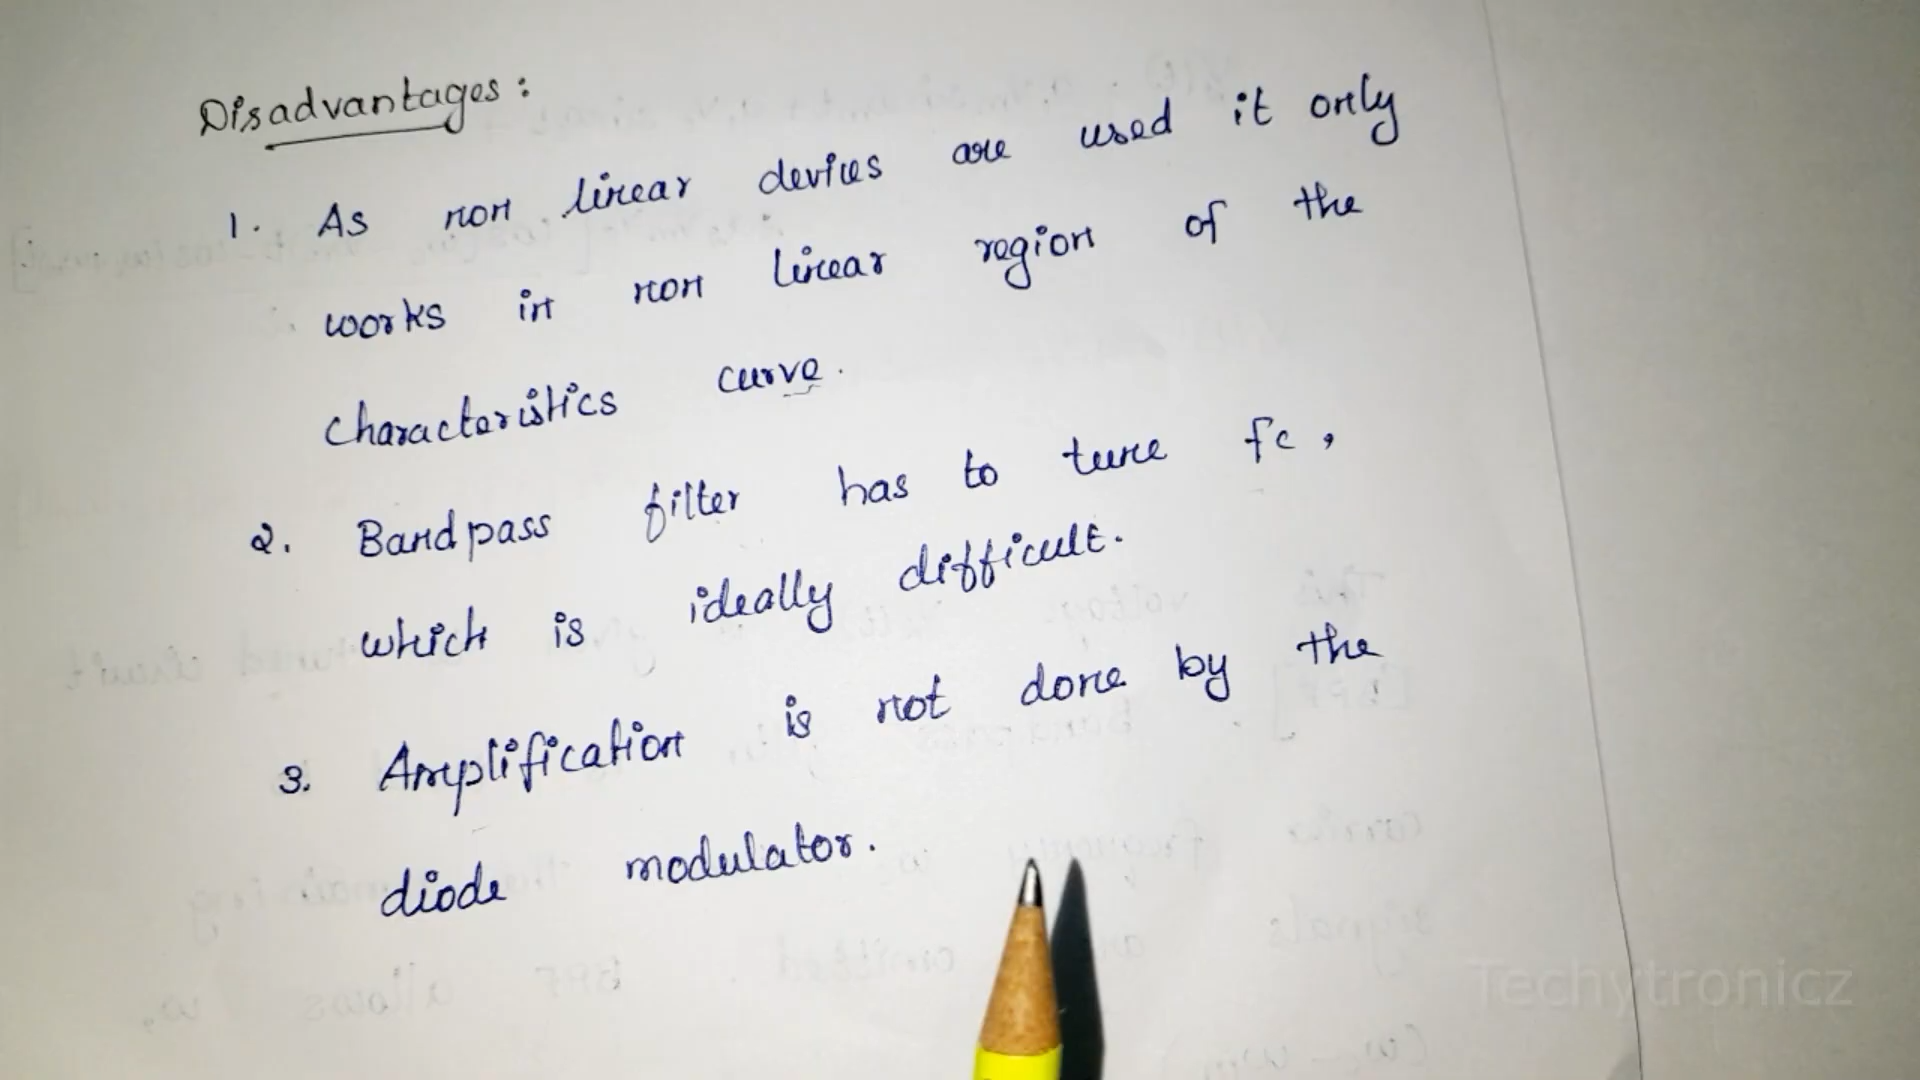 Disadvantages:
1. As non linear devices are used it only
works in non linear region of the
characteristics curve.
2. Bandpass filter has to tune fc,
which is ideally difficult.
3. Amplification is not done by the
diode modulator.
Techytronicz